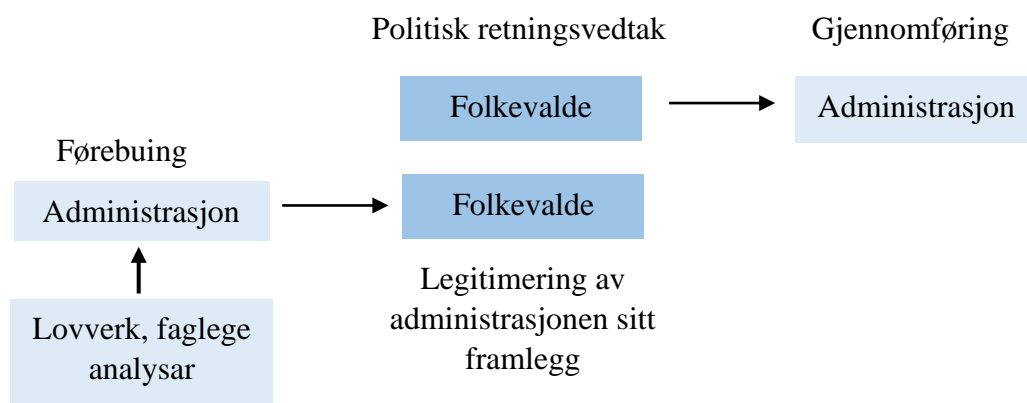 Politisk retningsvedtak
Gjennomføring
Folkevalde
Administrasjon
Førebuing
Administrasjon
Folkevalde
Lovverk, faglege
analysar
Legitimering av
administrasjonen sitt
framlegg